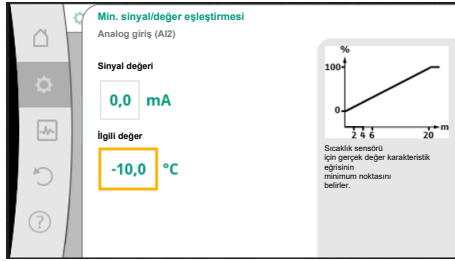 Min. sinyal/değer eşleştirmesi
Analog giriş (AI2)
Sinyal değeri
0,0 mA
İlgili değer
-10,0 °C
%
100
0
2 4 6 20 m
Sıcaklık sensörü
için gerçek değer karakteristik
eğrisinin
minimum noktasını
belirler.
?